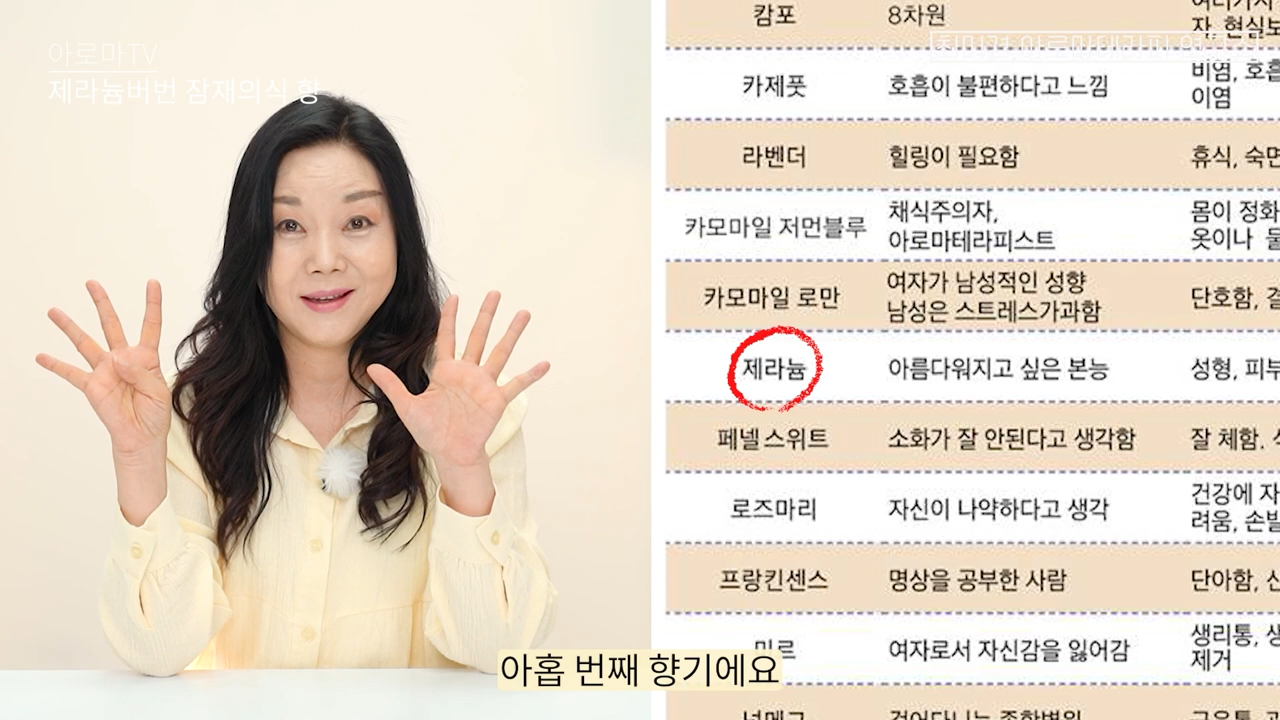 아로마TV
제라늄버번 잠재의식 향
캄포
8차원
자, 현실보
카제풋
호흡이 불편하다고 느낌
비염, 호흡
이염
라벤더
힐링이 필요함
휴식, 숙면
카모마일 저먼블루
채식주의자,
아로마테라피스트
몸이 정화
옷이나 물
카모마일 로만
여자가 남성적인 성향
남성은 스트레스가과함
단호함,
제라늄
아름다워지고 싶은 본능
성형, 피부
페넬 스위트
소화가 잘 안된다고 생각함
잘 체함.
로즈마리
자신이 나약하다고 생각
건강에 자
려움, 손발
프랑킨센스
명상을 공부한 사람
단아함,
미르
여자로서 자신감을 잃어감
생리통,
제거
아홉 번째 향기에요